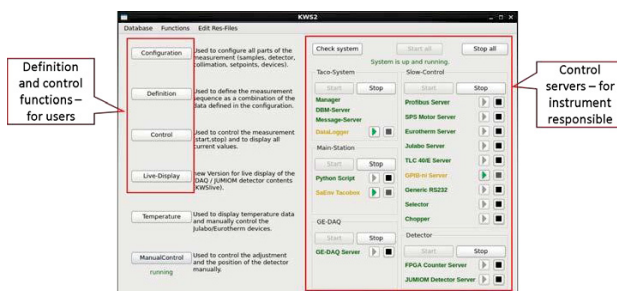 KWS2
Database Functions Edit Res-Files
Definition
and control
functions –
for users
Configuration
Used to configure all parts of the
measurement (samples, detector,
collimation, setpoints, devices).
Definition
Used to define the measurement
sequence as a combination of the
data defined in the configuration.
Control
Used to control the measurement
(start,stop) and to display all
current values.
Live-Display
new Version for live display of the
DAQ / JUMIOM detector contents
(KWSlive).
Temperature
Used to display temperature data
and manually control the
Julabo/Eurotherm devices.
ManualControl
running
Used to control the adjustment
and the position of the detector
manually.
Check system Start all Stop all
System is up and running.
Taco-System
Start Stop
Manager
DBM-Server
Message-Server
DataLogger
Main-Station
Start Stop
Python Script
SaEnv Tacobox
GE-DAQ
Start Stop
GE-DAQ Server
Slow-Control
Start Stop
Profibus Server
SPS Motor Server
Eurotherm Server
Julabo Server
TLC 40/E Server
GPIB-ni Server
Generic RS232
Selector
Chopper
Detector
Start Stop
FPGA Counter Server
JUMIOM Detector Server
Control
servers – for
instrument
responsible